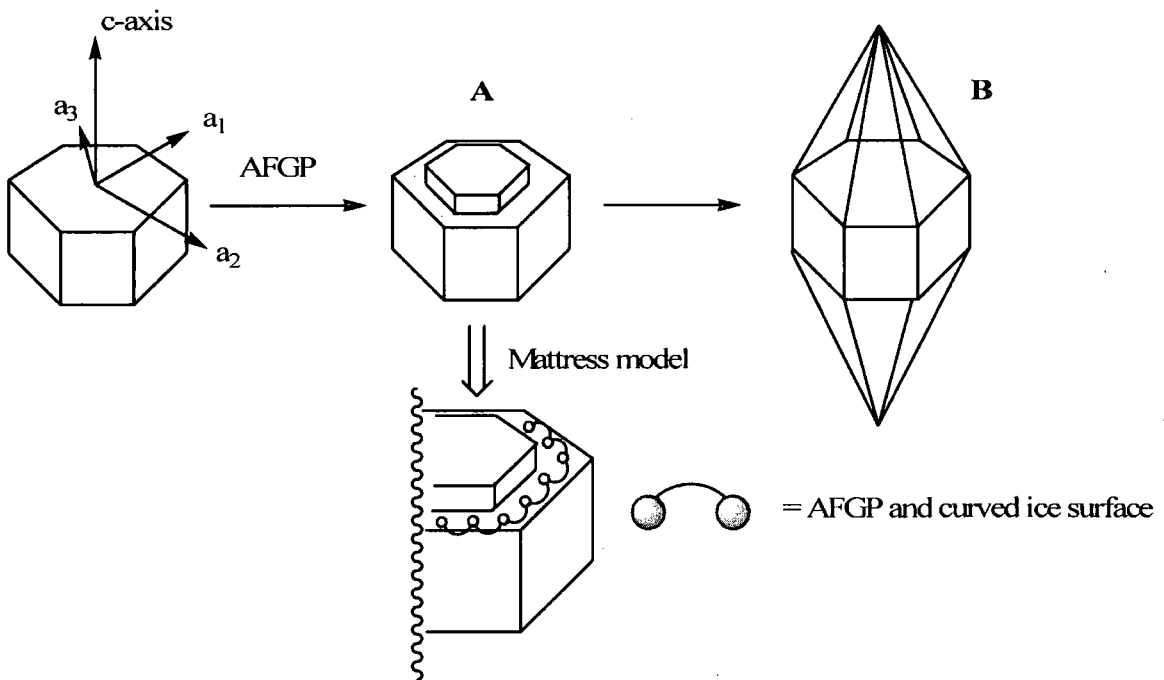 c-axis
A
B
a3
a1
AFGP
a2
Mattress model
= AFGP and curved ice surface